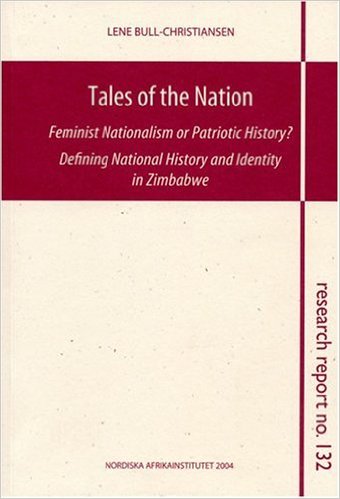 LENE BULL-CHRISTIANSEN
Tales of the Nation
Feminist Nationalism or Patriotic History?
Defining National History and Identity
in Zimbabwe
research report no. 132
NORDISKA AFRIKAINSTITUTET 2004